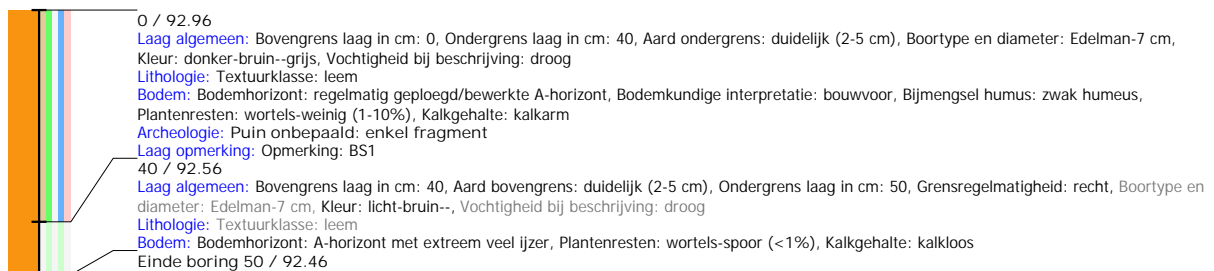 0 / 92.96
Laag algemeen: Bovengrens laag in cm: 0, Ondergrens laag in cm: 40, Aard ondergrens: duidelijk (2-5 cm), Boortype en diameter: Edelman-7 cm,
Kleur: donker-bruin--grijs, Vochtigheid bij beschrijving: droog
Lithologie: Textuurklasse: leem
Bodem: Bodemhorizont: regelmatig geploegd/bewerkte A-horizont, Bodemkundige interpretatie: bouwvoor, Bijmengsel humus: zwak humeus,
Plantenresten: wortels-weinig (1-10%), Kalkgehalte: kalkarm
Archeologie: Puin onbepaald: enkel fragment
Laag opmerking: Opmerking: BS1
40 / 92.56
Laag algemeen: Bovengrens laag in cm: 40, Aard bovengrens: duidelijk (2-5 cm), Ondergrens laag in cm: 50, Grensregelmatigheid: recht, Boortype en
diameter: Edelman-7 cm, Kleur: licht-bruin--, Vochtigheid bij beschrijving: droog
Lithologie: Textuurklasse: leem
Bodem: Bodemhorizont: A-horizont met extreem veel ijzer, Plantenresten: wortels-spoor (<1%), Kalkgehalte: kalkloos
Einde boring 50 / 92.46